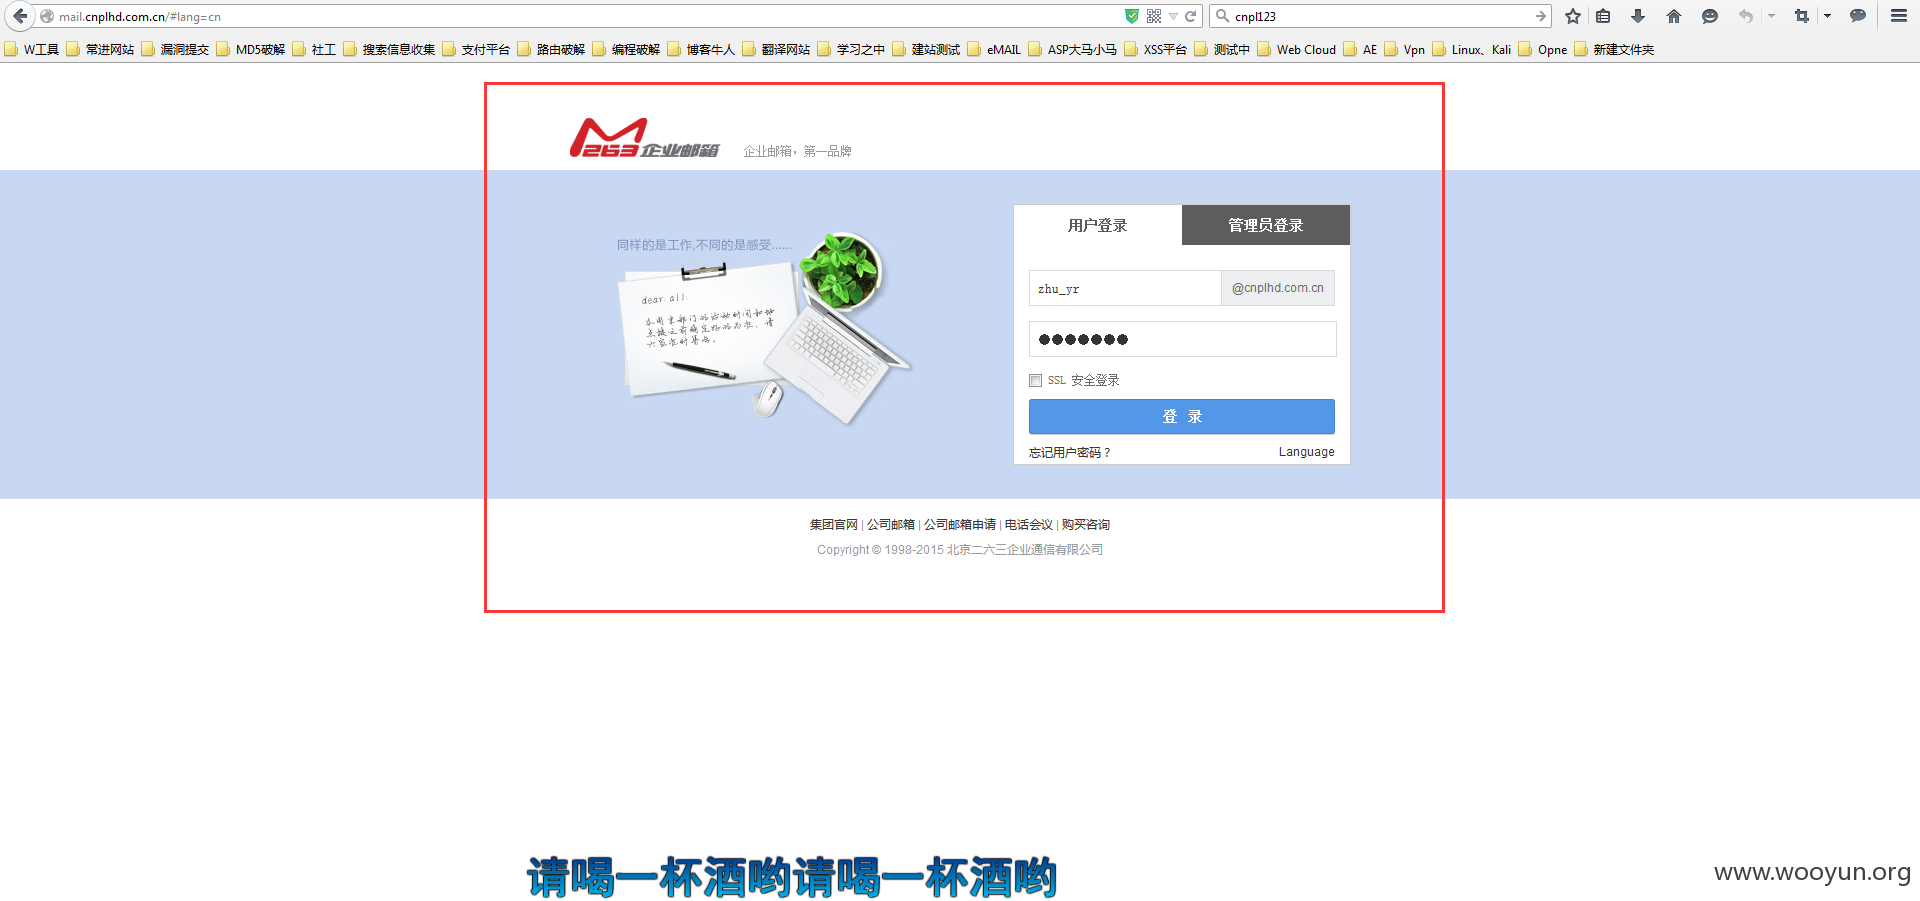 mail.cnplhd.com.cn/#lang=cn
cnpl123
W工具 常进网站 漏洞提交 MD5破解 社工 搜索信息收集 支付平台 路由破解 编程破解 博客牛人 翻译网站 学习之中 建站测试 eMAIL ASP大马小马 XSS平台 测试中 Web Cloud AE Vpn Linux、Kali Opne 新建文件夹
263企业邮箱 企业邮箱，第一品牌
用户登录 管理员登录
同样的是工作,不同的是感受......
dear all:
zhu_yr @cnplhd.com.cn
SSL 安全登录
登 录
忘记用户密码？ Language
集团官网 | 公司邮箱 | 公司邮箱申请 | 电话会议 | 购买咨询
Copyright © 1998-2015 北京二六三企业通信有限公司
请喝一杯酒哟请喝一杯酒哟
www.wooyun.org